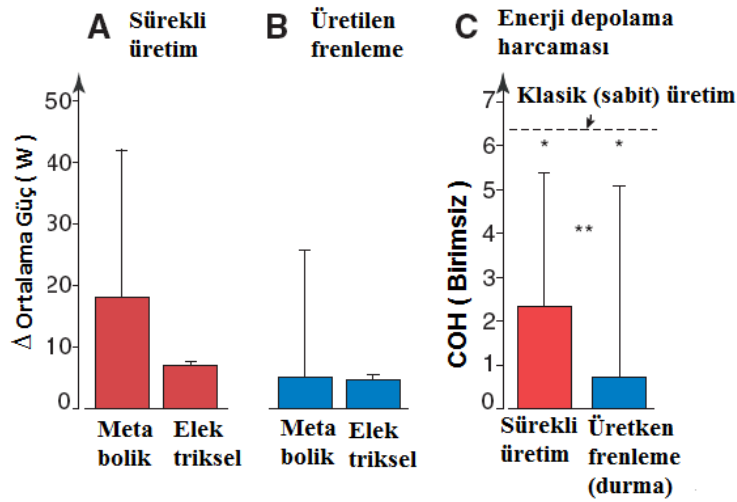 A Sürekli
üretim
B Üretilen
frenleme
C Enerji depolama
harcaması
Δ Ortalama Güç ( W )
50
40
30
20
10
0
Meta
bolik
Elek
triksel
Meta
bolik
Elek
triksel
COH ( Birimsiz )
7
6
5
4
3
2
1
0
Klasik (sabit) üretim
* *
**
Sürekli
üretim
Üretken
frenleme
(durma)